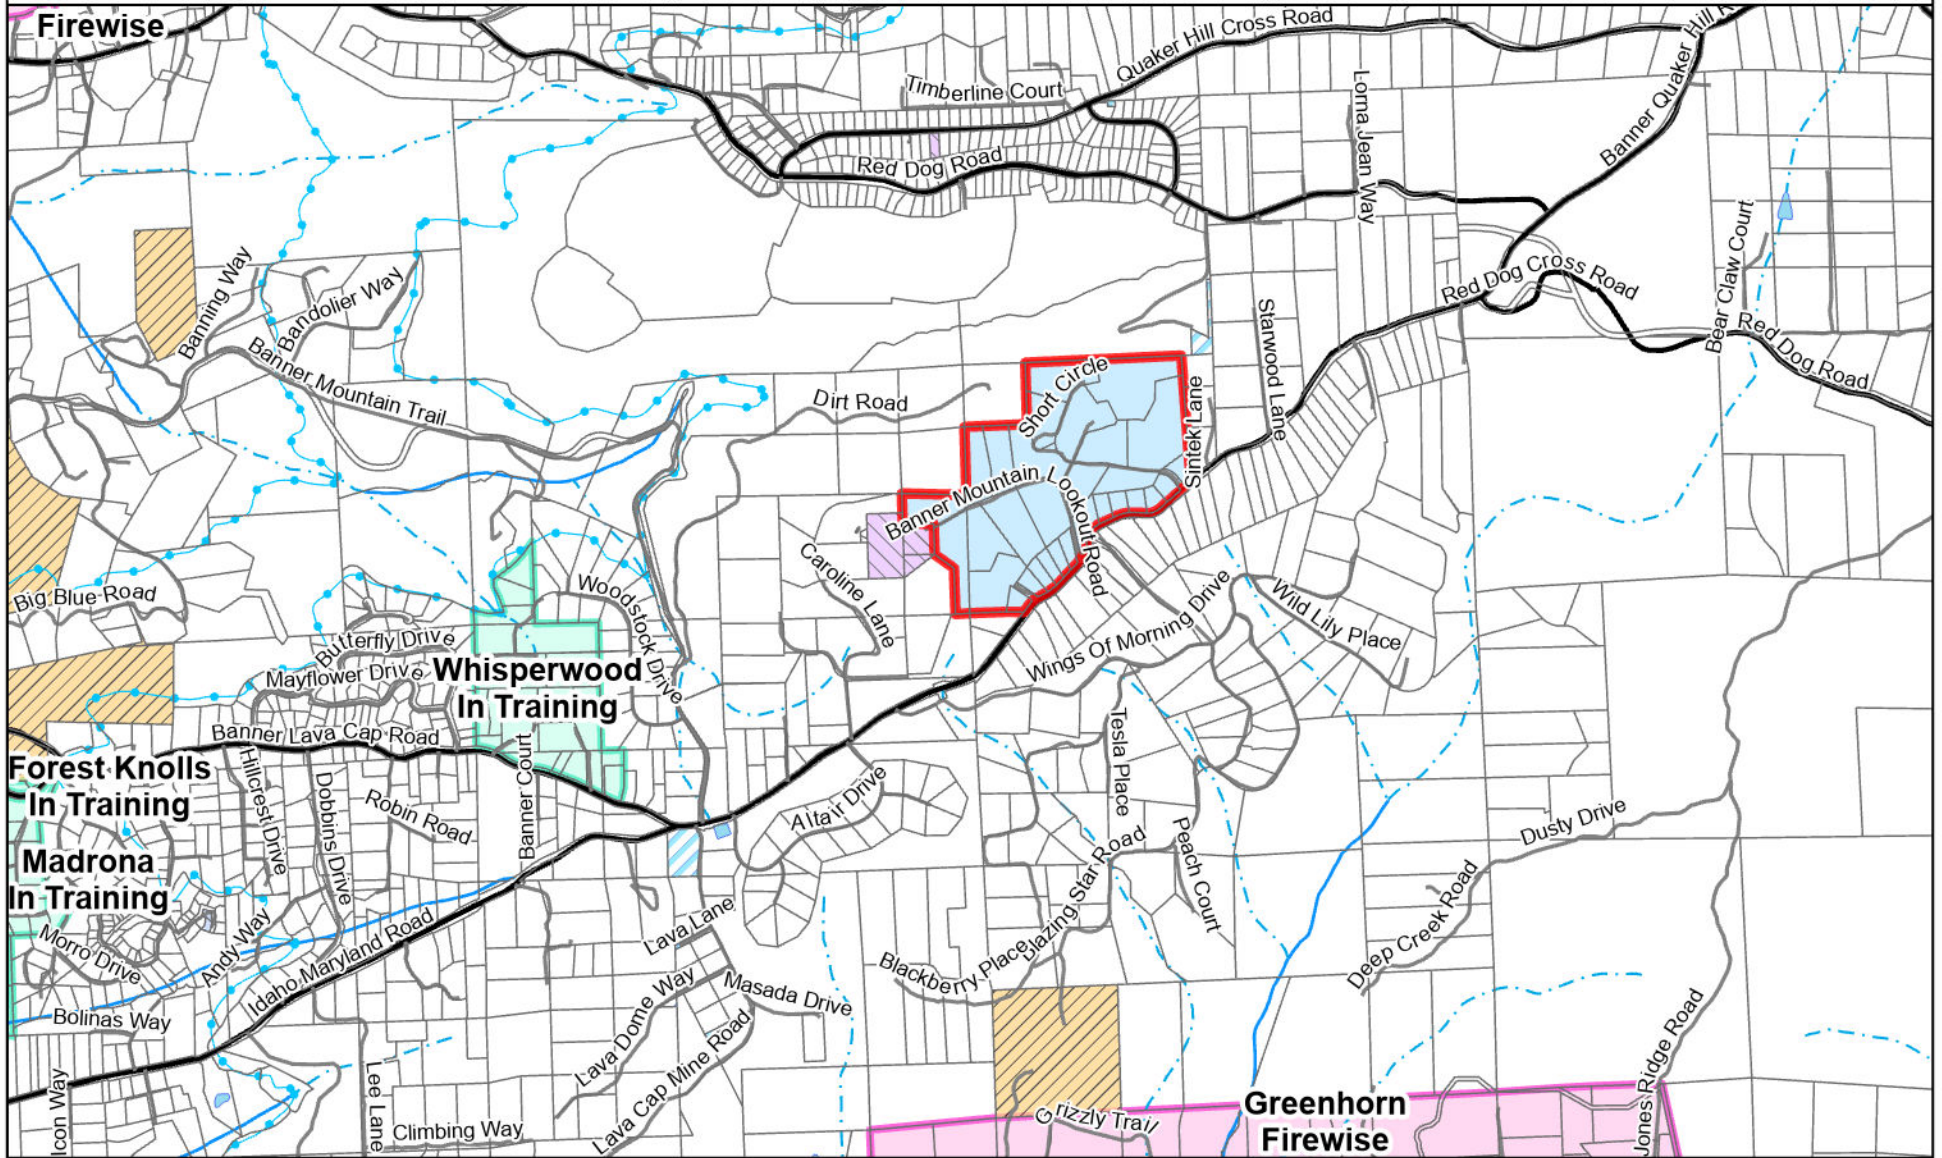 Firewise
Quaker Hill Cross Road
Banner Quaker Hill R
Timberline Court
Lorna Jean Way
Red Dog Road
Banning Way
Bandolier Way
Bear Claw Court
Red Dog Cross Road
Red Dog Road
Banner Mountain Trail
Starwood Lane
Dirt Road
Short Circle
Sintek Lane
Banner Mountain Lookout Road
Caroline Lane
Big Blue Road
Woodstock Drive
Butterfly Drive
Mayflower Drive
Whisperwood
In Training
Wings Of Morning Drive
Wild Lily Place
Banner Lava Cap Road
Forest Knolls
In Training
Hillcrest Drive
Dobbins Drive
Robin Road
Banner Court
Altair Drive
Tesla Place
Dusty Drive
Madrona
In Training
Peach Court
Blazing Star Road
Deep Creek Road
Morro Drive
Andy Way
Idaho Maryland Road
Lava Lane
Blackberry Place
Lava Dome Way
Masada Drive
Bolinas Way
Jones Ridge Road
Icon Way
Lee Lane
Climbing Way
Lava Cap Mine Road
Grizzly Trail
Greenhorn
Firewise